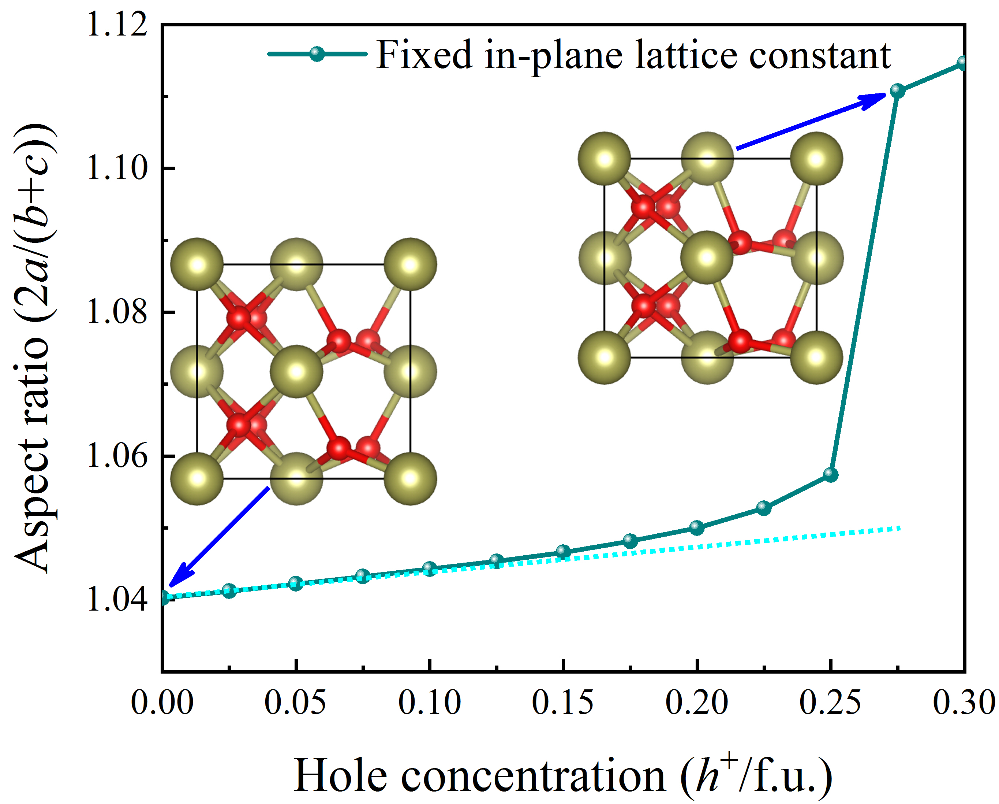 Fixed in-plane lattice constant
Aspect ratio (2a/(b+c))
1.12
1.10
1.08
1.06
1.04
0.00 0.05 0.10 0.15 0.20 0.25 0.30
Hole concentration (h⁺/f.u.)